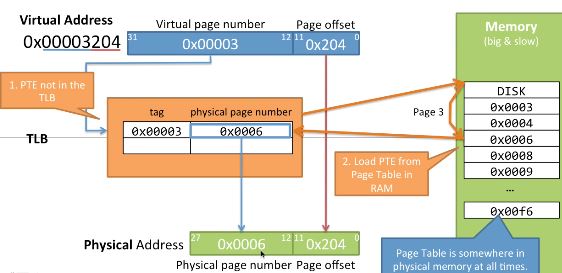 Virtual Address
0x00003204
Virtual page number
Page offset
31 0x00003 12 11 0x204 0
Memory
(big & slow)
1. PTE not in the
TLB
tag physical page number
TLB
0x00003 0x0006
Page 3
DISK
0x0003
0x0004
0x0006
0x0008
0x0009
...
0x00f6
2. Load PTE from
Page Table in
RAM
Physical Address
27 0x0006 12 11 0x204 0
Physical page number Page offset
Page Table is somewhere in
physical memory at all times.